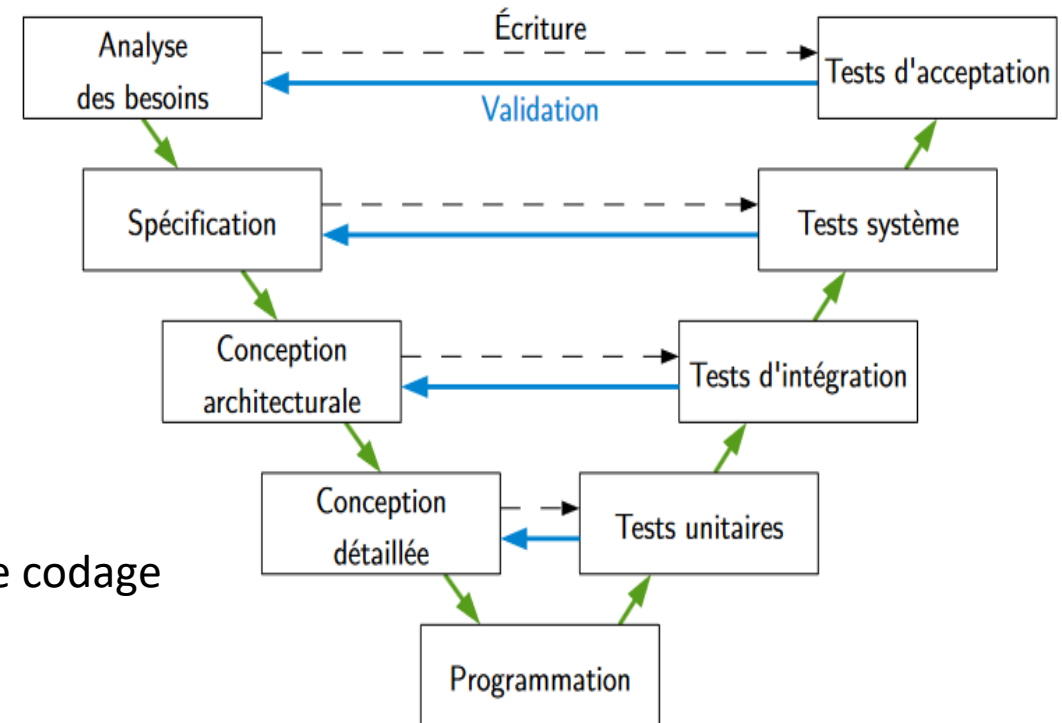 Analyse
des besoins
Écriture
Validation
Tests d'acceptation
Spécification
Tests système
Conception
architecturale
Tests d'intégration
Conception
détaillée
Tests unitaires
e codage
Programmation